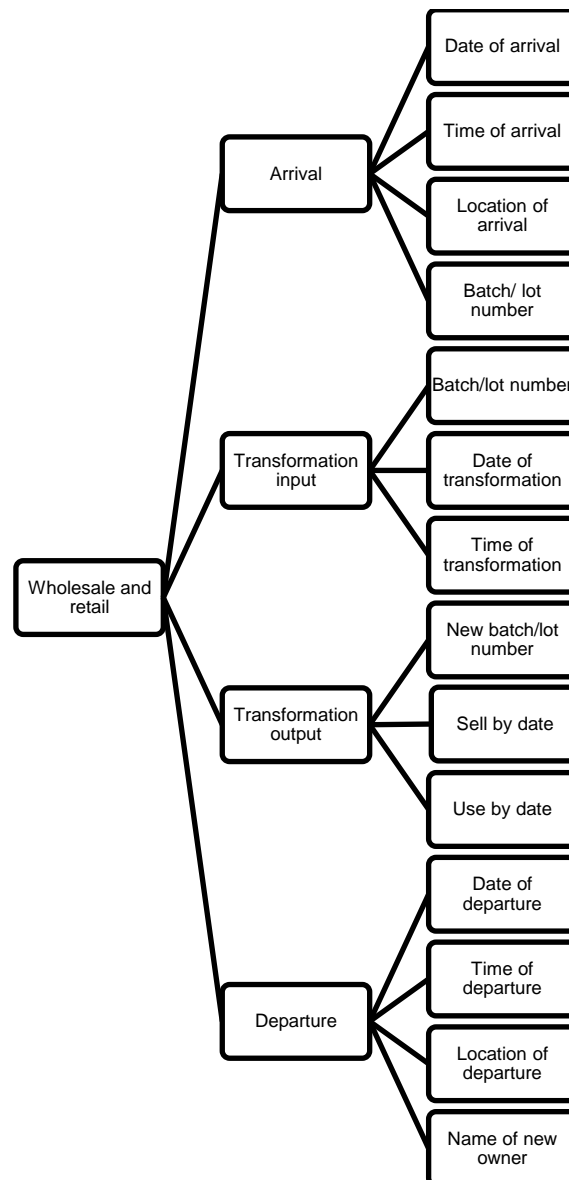 Date of arrival
Time of arrival
Arrival
Location of
arrival
Batch/ lot
number
Batch/lot number
Transformation
input
Date of
transformation
Time of
transformation
Wholesale and
retail
New batch/lot
number
Transformation
output
Sell by date
Use by date
Date of
departure
Time of
departure
Departure
Location of
departure
Name of new
owner